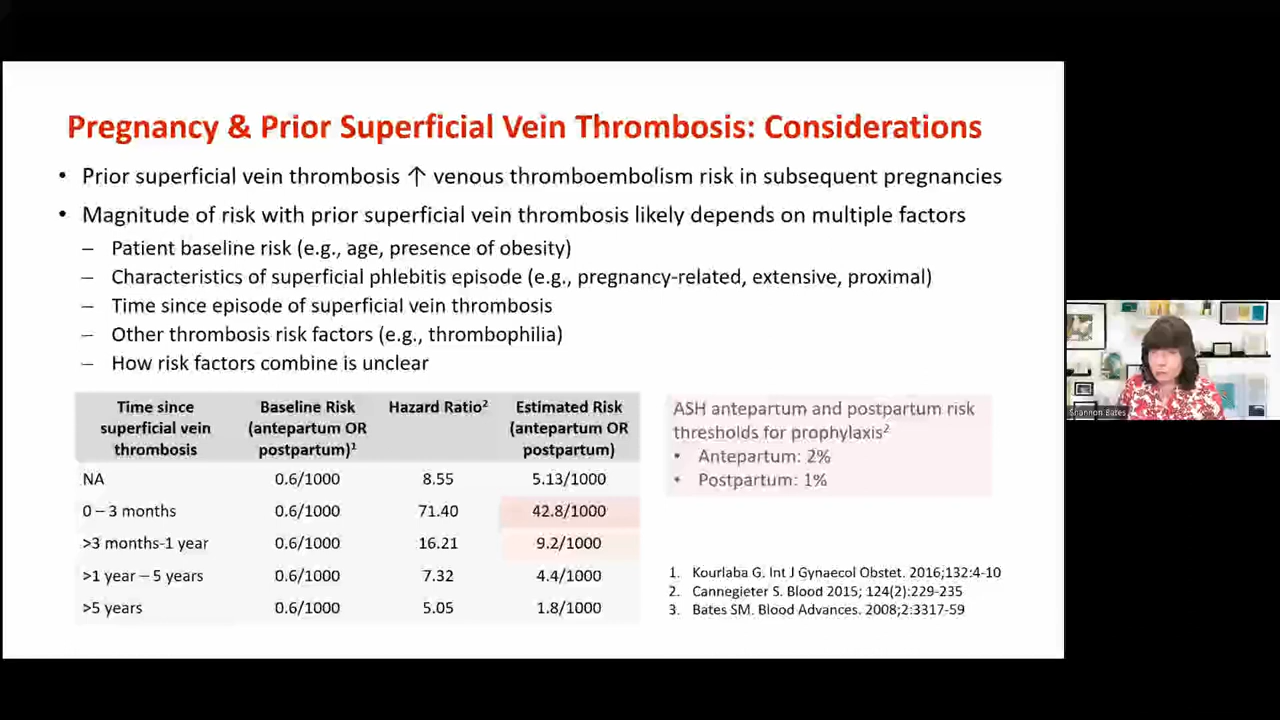 Pregnancy & Prior Superficial Vein Thrombosis: Considerations
• Prior superficial vein thrombosis ↑ venous thromboembolism risk in subsequent pregnancies
• Magnitude of risk with prior superficial vein thrombosis likely depends on multiple factors
– Patient baseline risk (e.g., age, presence of obesity)
– Characteristics of superficial phlebitis episode (e.g., pregnancy-related, extensive, proximal)
– Time since episode of superficial vein thrombosis
– Other thrombosis risk factors (e.g., thrombophilia)
– How risk factors combine is unclear
Time since superficial vein thrombosis | Baseline Risk (antepartum OR postpartum)¹ | Hazard Ratio² | Estimated Risk (antepartum OR postpartum)
NA 0.6/1000 8.55 5.13/1000
0 – 3 months 0.6/1000 71.40 42.8/1000
>3 months-1 year 0.6/1000 16.21 9.2/1000
>1 year – 5 years 0.6/1000 7.32 4.4/1000
>5 years 0.6/1000 5.05 1.8/1000
ASH antepartum and postpartum risk
thresholds for prophylaxis²
• Antepartum: 2%
• Postpartum: 1%
1. Kourlaba G. Int J Gynaecol Obstet. 2016;132:4-10
2. Cannegieter S. Blood 2015; 124(2):229-235
3. Bates SM. Blood Advances. 2008;2:3317-59
Shannon Bates